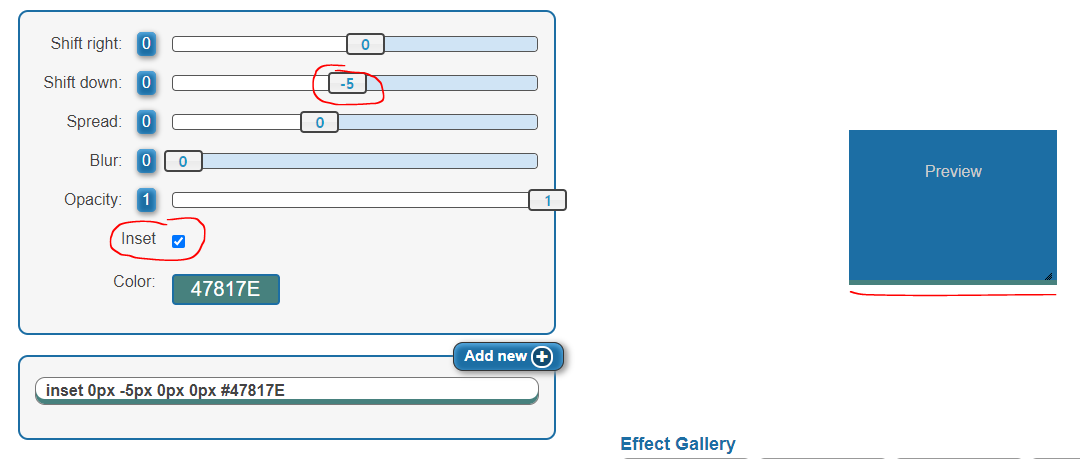 Shift right: 0 0
Shift down: 0 -5
Spread: 0 0
Blur: 0 0
Opacity: 1 1
Inset
Color: 47817E
Preview
Add new
inset 0px -5px 0px 0px #47817E
Effect Gallery